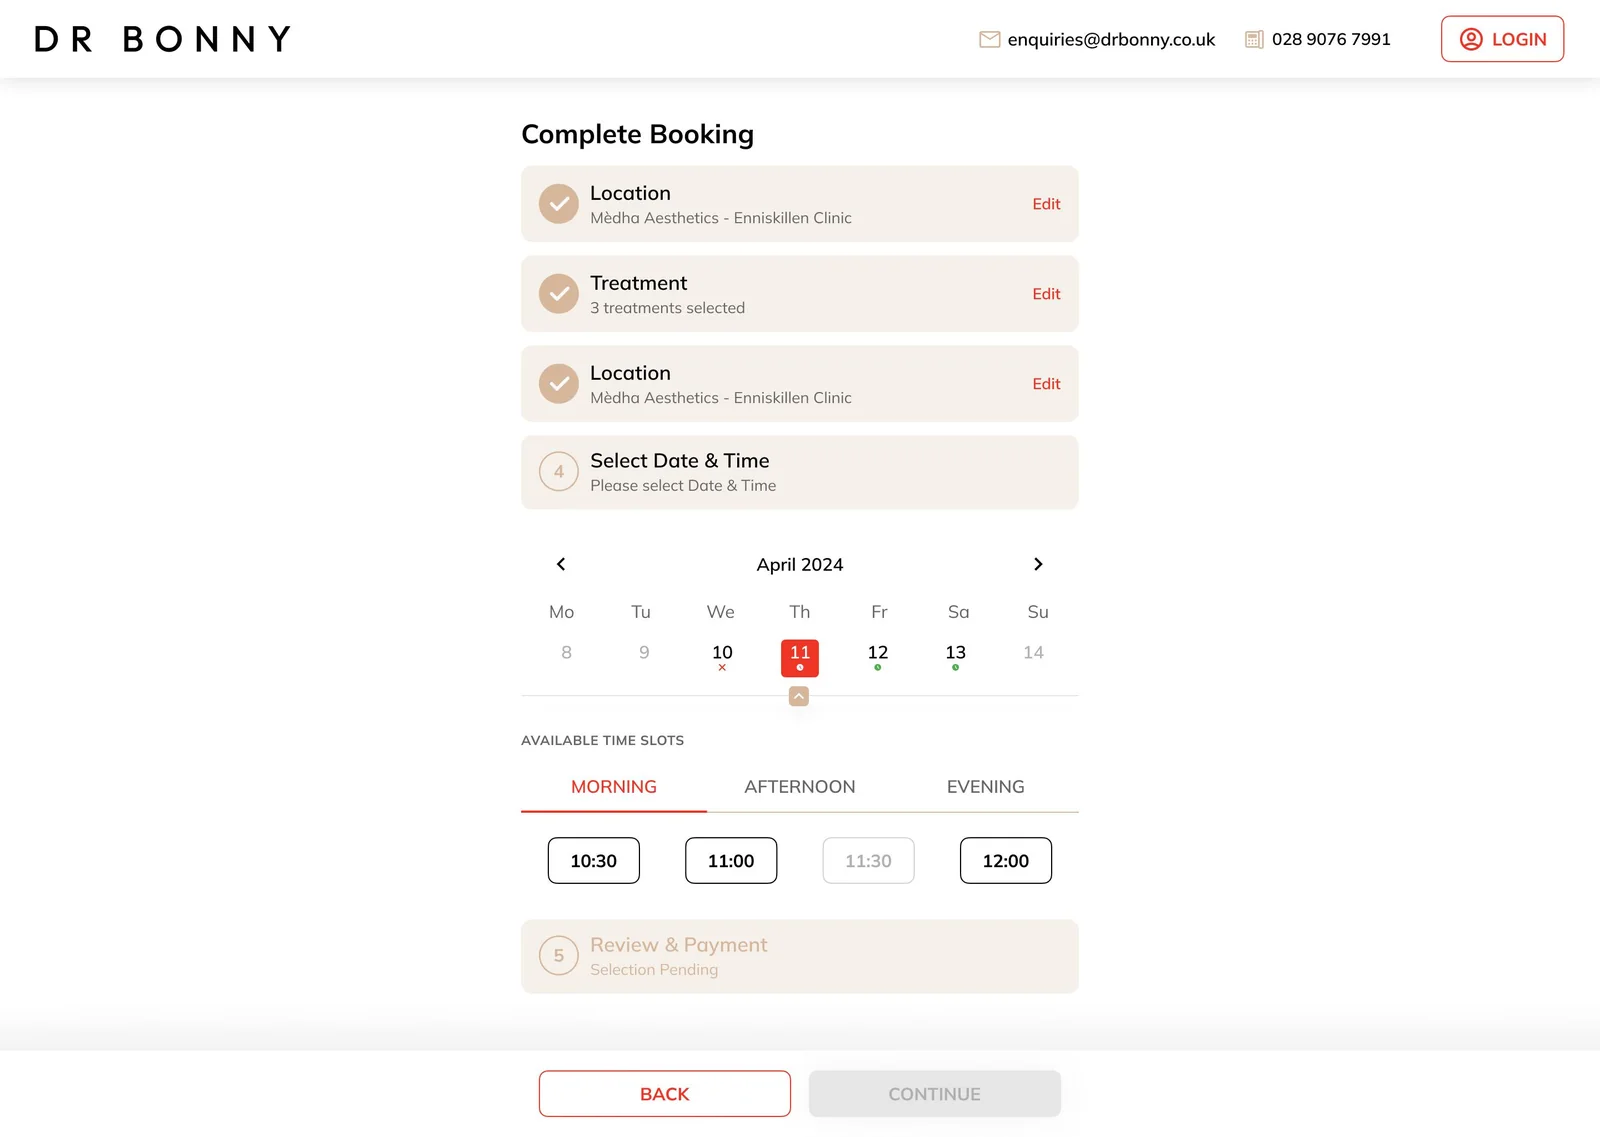 DR BONNY
enquiries@drbonny.co.uk
028 9076 7991
LOGIN
Complete Booking
Location
Mèdha Aesthetics - Enniskillen Clinic
Edit
Treatment
3 treatments selected
Edit
Location
Mèdha Aesthetics - Enniskillen Clinic
Edit
4
Select Date & Time
Please select Date & Time
April 2024
Mo Tu We Th Fr Sa Su
8 9 10 11 12 13 14
AVAILABLE TIME SLOTS
MORNING AFTERNOON EVENING
10:30 11:00 11:30 12:00
5
Review & Payment
Selection Pending
BACK CONTINUE